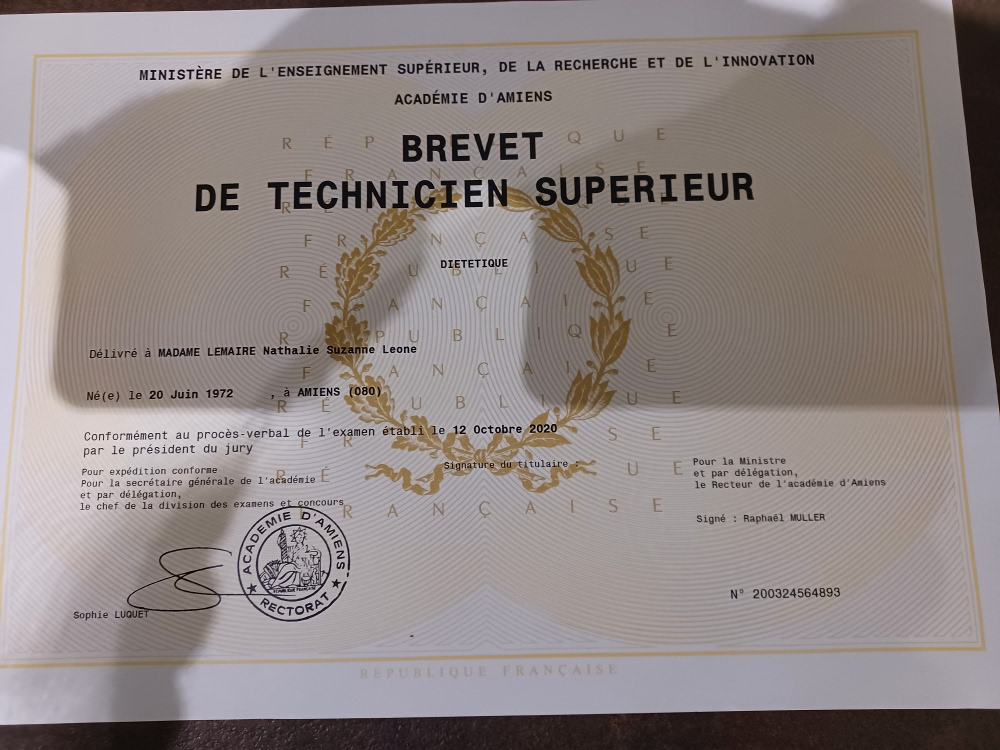 MINISTÈRE DE L'ENSEIGNEMENT SUPÉRIEUR, DE LA RECHERCHE ET DE L'INNOVATION
ACADÉMIE D'AMIENS
BREVET
DE TECHNICIEN SUPERIEUR
DIETETIQUE
Délivré à MADAME LEMAIRE Nathalie Suzanne Leone
Né(e) le 20 Juin 1972 , à AMIENS (080)
Conformément au procès-verbal de l'examen établi le 12 Octobre 2020
par le président du jury
Pour expédition conforme
Pour la secrétaire générale de l'académie
et par délégation,
le chef de la division des examens et concours
Signature du titulaire :
Pour la Ministre
et par délégation,
le Recteur de l'académie d'Amiens
Signé : Raphaël MULLER
ACADEMIE D'AMIENS
REPUBLIQUE FRANÇAISE
RECTORAT
Sophie LUQUET
N° 200324564893
RÉPUBLIQUE FRANÇAISE